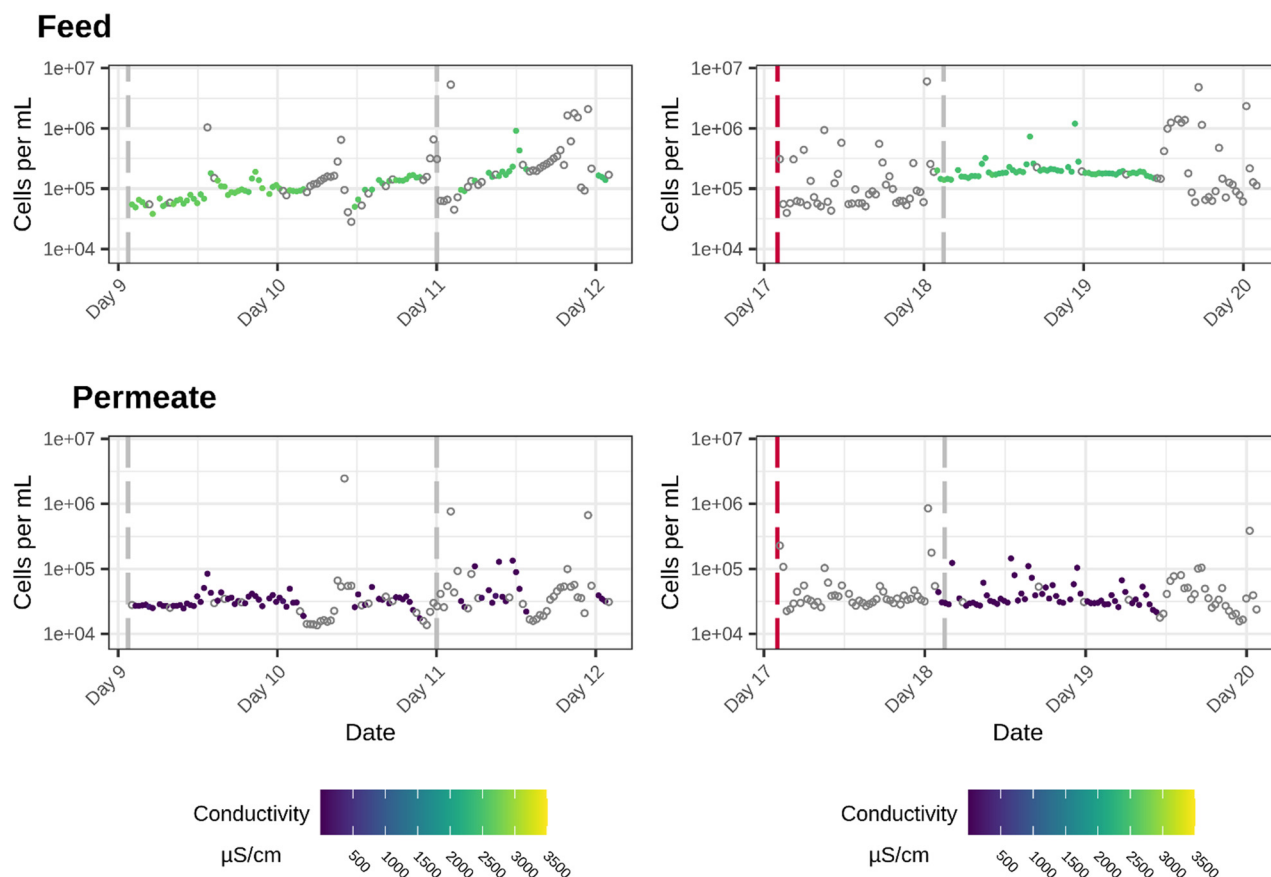 Feed
Cells per mL
1e+07
1e+06
1e+05
1e+04
Day 9
Day 10
Day 11
Day 12
Cells per mL
1e+07
1e+06
1e+05
1e+04
Day 17
Day 18
Day 19
Day 20
Permeate
Cells per mL
1e+07
1e+06
1e+05
1e+04
Day 9
Day 10
Day 11
Day 12
Date
Cells per mL
1e+07
1e+06
1e+05
1e+04
Day 17
Day 18
Day 19
Day 20
Date
Conductivity
µS/cm
500
1000
1500
2000
2500
3000
3500
Conductivity
µS/cm
500
1000
1500
2000
2500
3000
3500